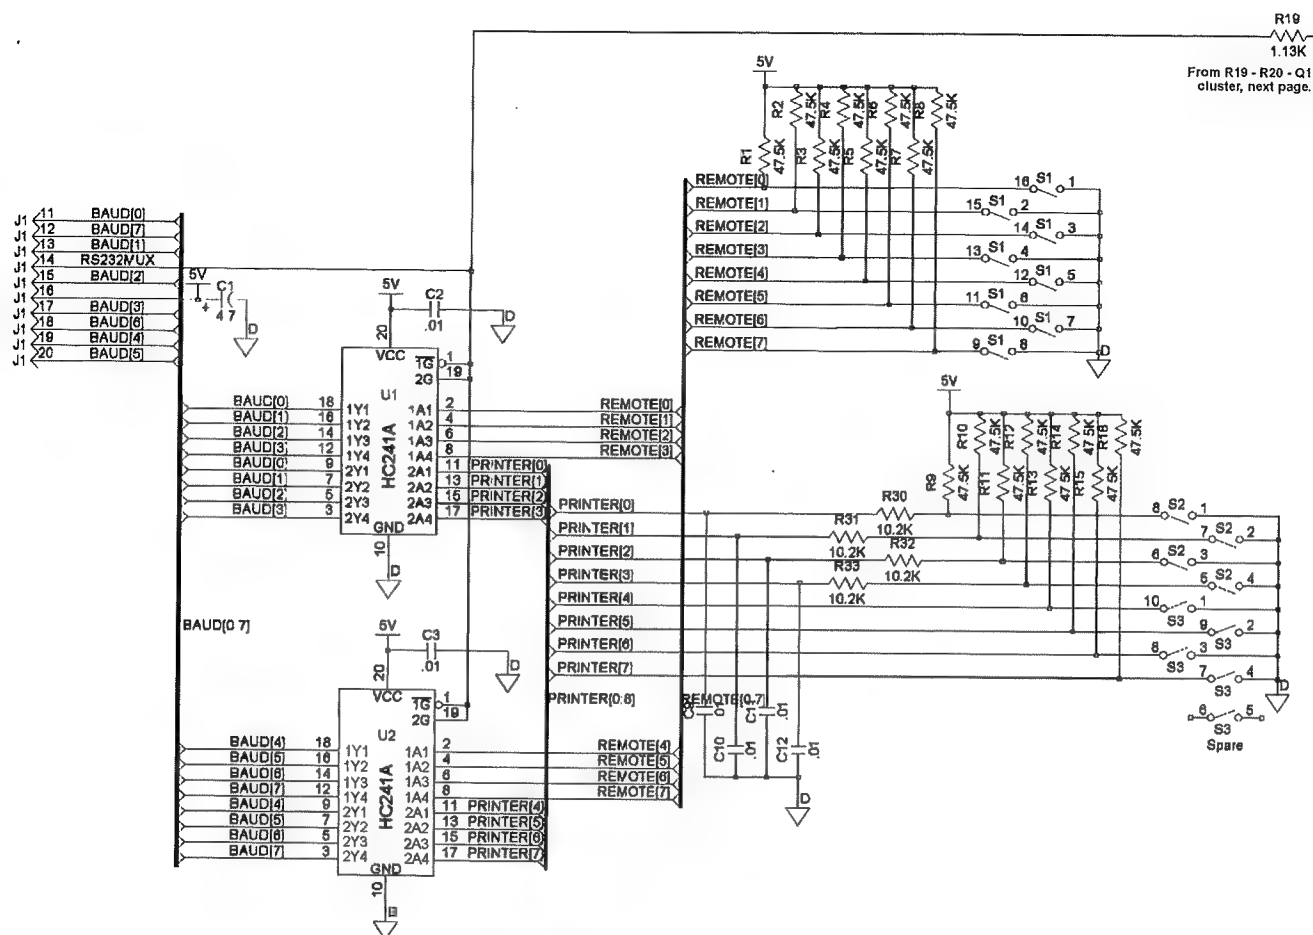 R19
1.13K
From R19 - R20 - Q1
cluster, next page.
5V
R2
47.5K
R4
47.5K
R6
47.5K
R8
47.5K
R1
47.5K
R3
47.5K
R5
47.5K
R7
47.5K
REMOTE[0] 16 S1 1
REMOTE[1] 15 S1 2
REMOTE[2] 14 S1 3
REMOTE[3] 13 S1 4
REMOTE[4] 12 S1 5
REMOTE[5] 11 S1 6
REMOTE[6] 10 S1 7
REMOTE[7] 9 S1 8
D
J1 11 BAUD[0]
J1 12 BAUD[7]
J1 13 BAUD[1]
J1 14 RS232MUX
J1 15 BAUD[2]
J1 16 5V
J1 17 BAUD[3]
J1 18 BAUD[6]
J1 19 BAUD[4]
J1 20 BAUD[5]
C1
+ 4 7
D
5V
C2
.01
D
20
VCC
1G 1
2G 19
U1
HC241A
BAUD[0] 18 1Y1 1A1 2 REMOTE[0]
BAUD[1] 16 1Y2 1A2 4 REMOTE[1]
BAUD[2] 14 1Y3 1A3 6 REMOTE[2]
BAUD[3] 12 1Y4 1A4 8 REMOTE[3]
BAUD[0] 9 2Y1 2A1 11 PRINTER[0]
BAUD[1] 7 2Y2 2A2 13 PRINTER[1]
BAUD[2] 5 2Y3 2A3 15 PRINTER[2]
BAUD[3] 3 2Y4 2A4 17 PRINTER[3]
GND
10
D
5V
R10
47.5K
R12
47.5K
R14
47.5K
R16
47.5K
R9
47.5K
R11
47.5K
R13
47.5K
R15
47.5K
PRINTER[0] R30 10.2K 8 S2 1
PRINTER[1] R31 10.2K 7 2
PRINTER[2] R32 10.2K 6 S2 3
PRINTER[3] R33 10.2K 5 S2 4
PRINTER[4] 10 1
PRINTER[5] 9 S3 2
PRINTER[6] 8 S3 3
PRINTER[7] 7 4
S3
D
6 5
S3
Spare
BAUD[0 7]
PRINTER[0:6]
REMOTE[0.7]
.01
C10
.01
C11
.01
C12
.01
D
5V
C3
.01
D
20
VCC
1G 1
2G 19
U2
HC241A
BAUD[4] 18 1Y1 1A1 2 REMOTE[4]
BAUD[5] 16 1Y2 1A2 4 REMOTE[5]
BAUD[6] 14 1Y3 1A3 6 REMOTE[6]
BAUD[7] 12 1Y4 1A4 8 REMOTE[7]
BAUD[4] 9 2Y1 2A1 11 PRINTER[4]
BAUD[5] 7 2Y2 2A2 13 PRINTER[5]
BAUD[6] 5 2Y3 2A3 15 PRINTER[6]
BAUD[7] 3 2Y4 2A4 17 PRINTER[7]
GND
10